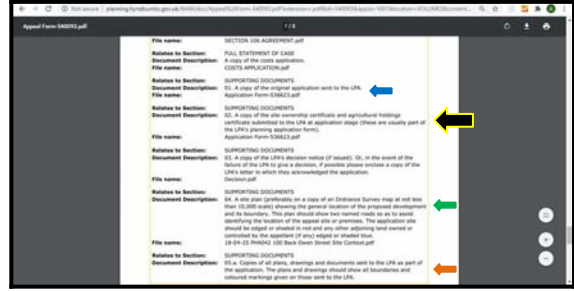 Not secure
Appeal Form-540093.pdf
1 / 8
File name: SECTION 106 AGREEMENT.pdf
Relates to Section: FULL STATEMENT OF CASE
Document Description: A copy of the costs application.
File name: COSTS APPLICATION.pdf
Relates to Section: SUPPORTING DOCUMENTS
Document Description: 01. A copy of the original application sent to the LPA.
File name: Application Form-536623.pdf
Relates to Section: SUPPORTING DOCUMENTS
Document Description: 02. A copy of the site ownership certificate and agricultural holdings
certificate submitted to the LPA at application stage (these are usually part of
the LPA's planning application form).
File name: Application Form-536623.pdf
Relates to Section: SUPPORTING DOCUMENTS
Document Description: 03. A copy of the LPA's decision notice (if issued). Or, in the event of the
failure of the LPA to give a decision, if possible please enclose a copy of the
LPA's letter in which they acknowledged the application.
File name: Decision.pdf
Relates to Section: SUPPORTING DOCUMENTS
Document Description: 04. A site plan (preferably on a copy of an Ordnance Survey map at not less
than 10,000 scale) showing the general location of the proposed development
and its boundary. This plan should show two named roads so as to assist
identifying the location of the appeal site or premises. The application site
should be edged or shaded in red and any other adjoining land owned or
controlled by the appellant (if any) edged or shaded blue.
File name: 18-04-25 PHA042 100 Back Owen Street Site Context.pdf
Relates to Section: SUPPORTING DOCUMENTS
Document Description: 05.a. Copies of all plans, drawings and documents sent to the LPA as part of
the application. The plans and drawings should show all boundaries and
coloured markings given on those sent to the LPA.